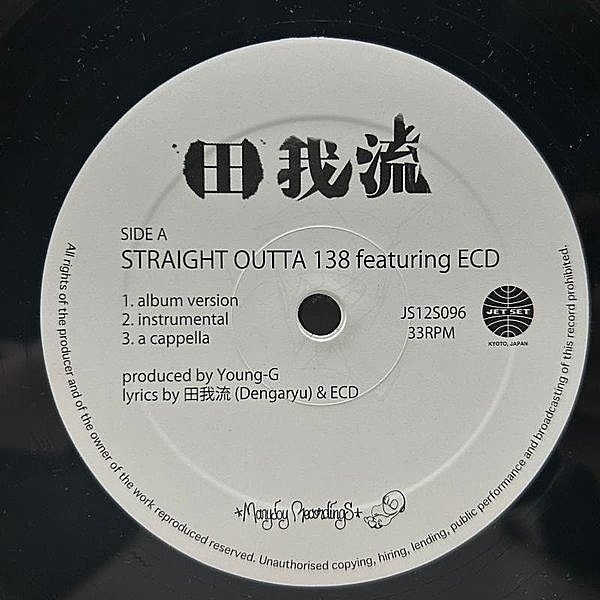 田我流
SIDE A
STRAIGHT OUTTA 138 featuring ECD
1. album version
2. instrumental
3. a cappella
JS12S096
33RPM
JET SET
KYOTO, JAPAN
produced by Young-G
lyrics by 田我流 (Dengaryu) & ECD
*Maryjoy Recordings*
All rights of the producer and of the owner of the work reproduced reserved. Unauthorised copying, hiring, lending, public performance and broadcasting of this record prohibited.